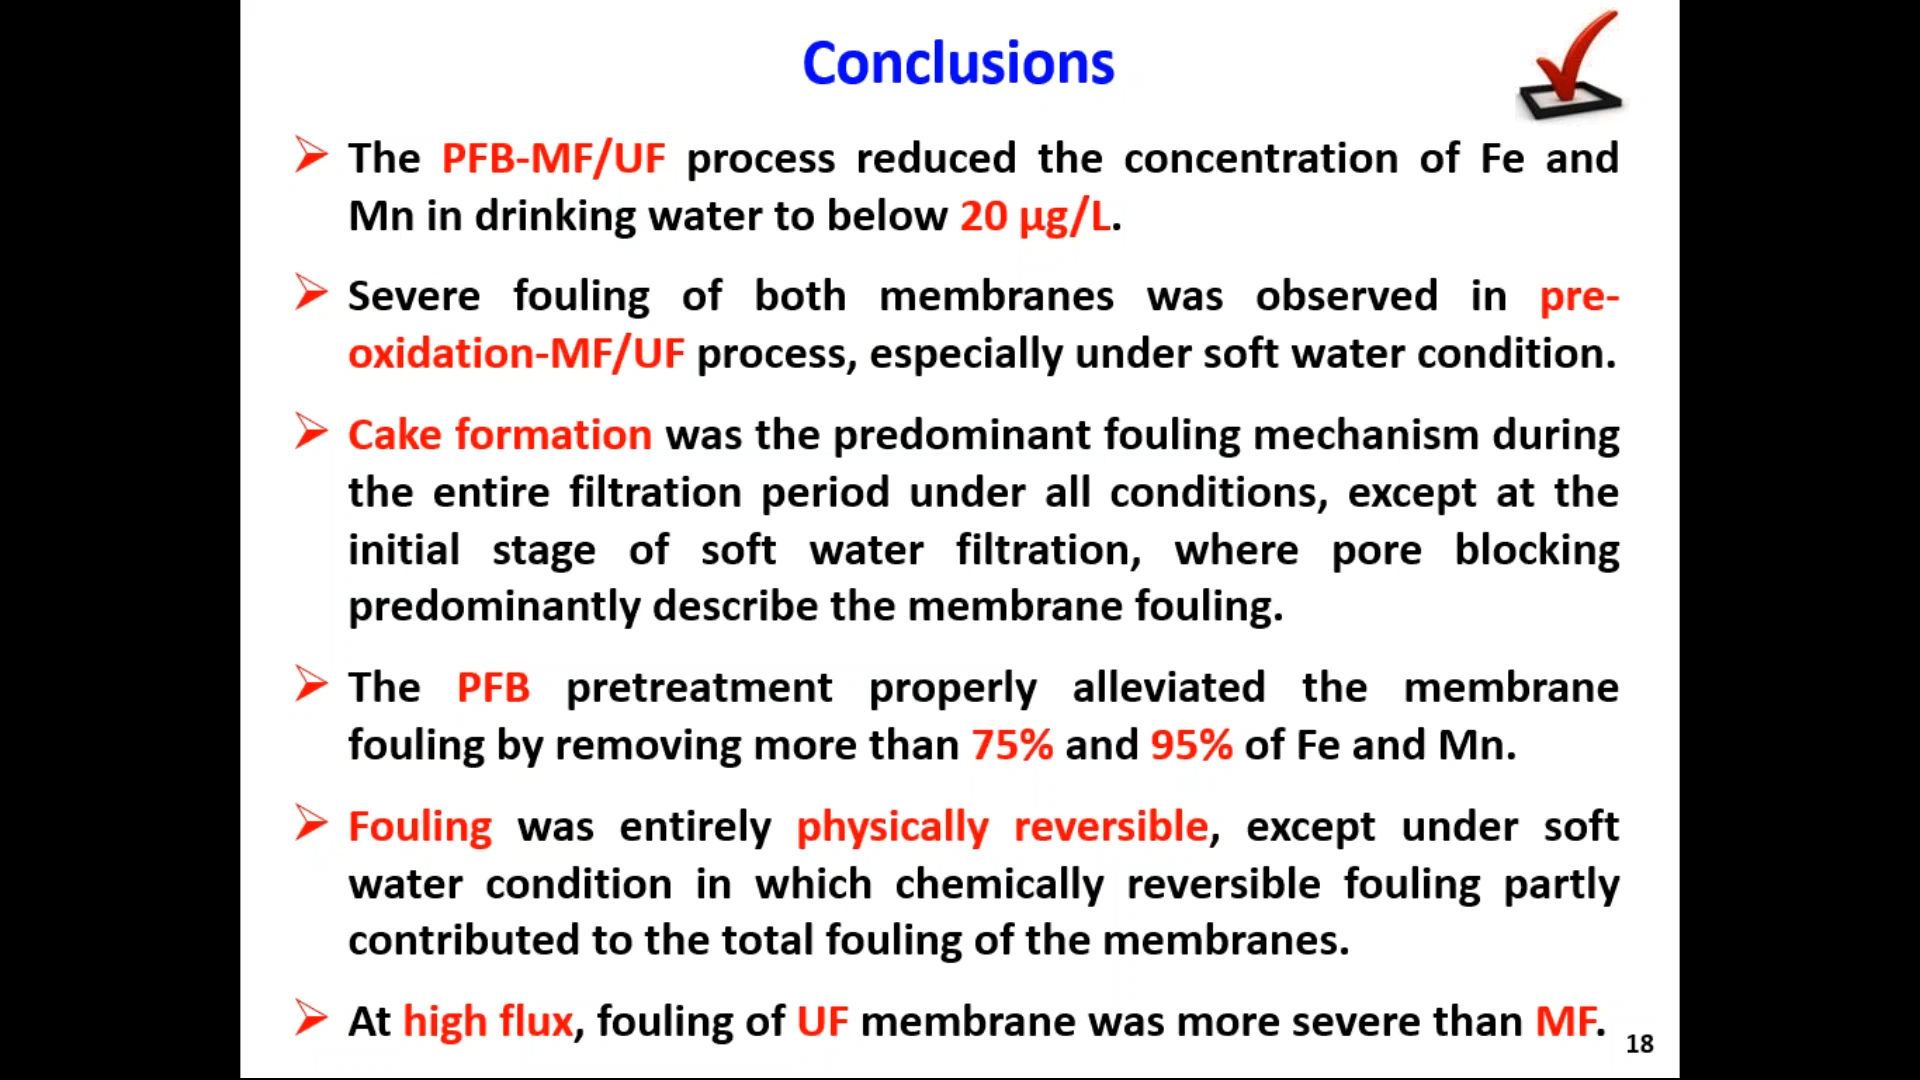 Conclusions
The PFB-MF/UF process reduced the concentration of Fe and
Mn in drinking water to below 20 µg/L.
Severe fouling of both membranes was observed in pre-
oxidation-MF/UF process, especially under soft water condition.
Cake formation was the predominant fouling mechanism during
the entire filtration period under all conditions, except at the
initial stage of soft water filtration, where pore blocking
predominantly describe the membrane fouling.
The PFB pretreatment properly alleviated the membrane
fouling by removing more than 75% and 95% of Fe and Mn.
Fouling was entirely physically reversible, except under soft
water condition in which chemically reversible fouling partly
contributed to the total fouling of the membranes.
At high flux, fouling of UF membrane was more severe than MF.
18